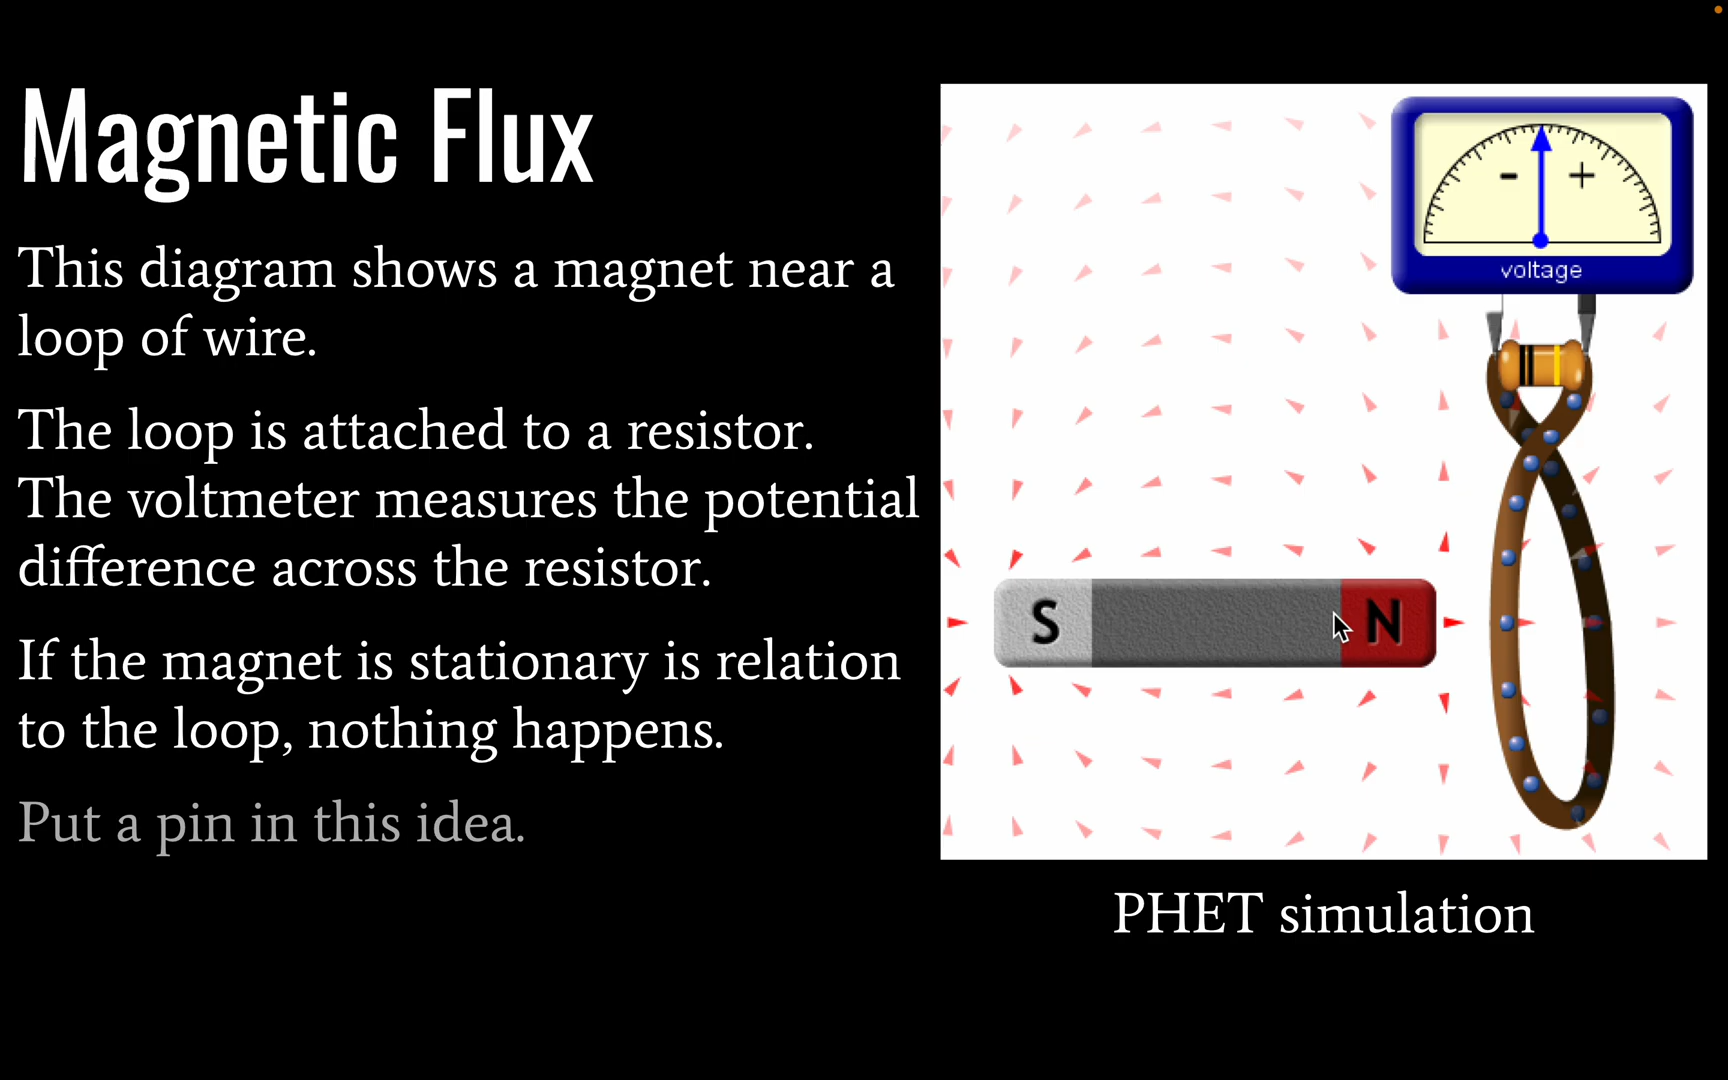 Magnetic Flux
This diagram shows a magnet near a
loop of wire.
The loop is attached to a resistor.
The voltmeter measures the potential
difference across the resistor.
If the magnet is stationary is relation
to the loop, nothing happens.
Put a pin in this idea.
- +
voltage
S N
PHET simulation